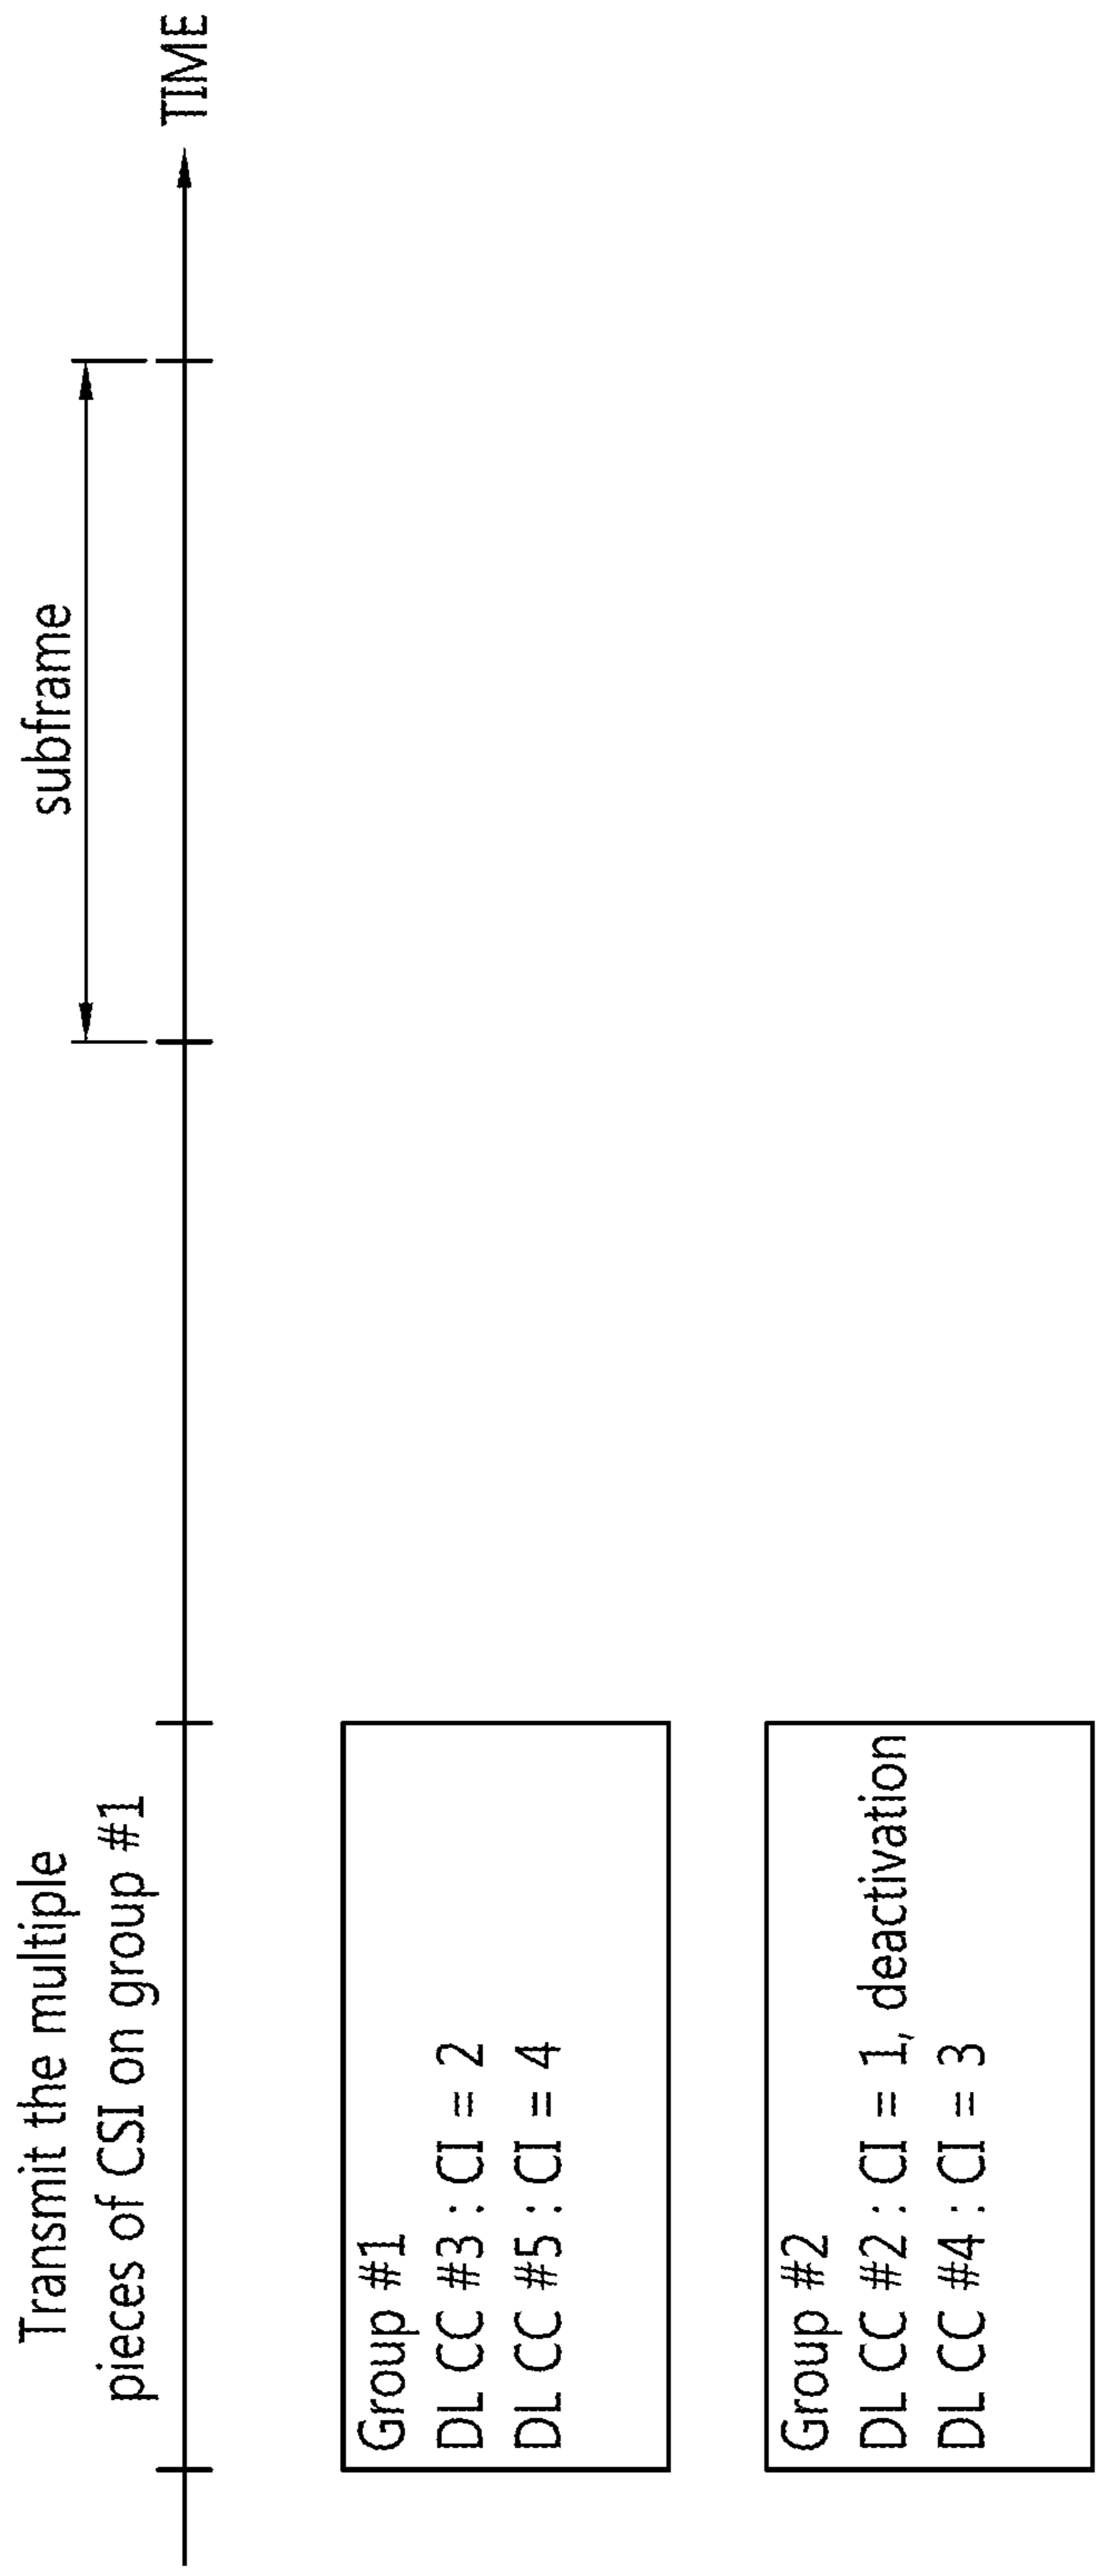 Transmit the multiple
pieces of CSI on group #1
subframe
TIME
Group #1
DL CC #3 : CI = 2
DL CC #5 : CI = 4
Group #2
DL CC #2 : CI = 1, deactivation
DL CC #4 : CI = 3